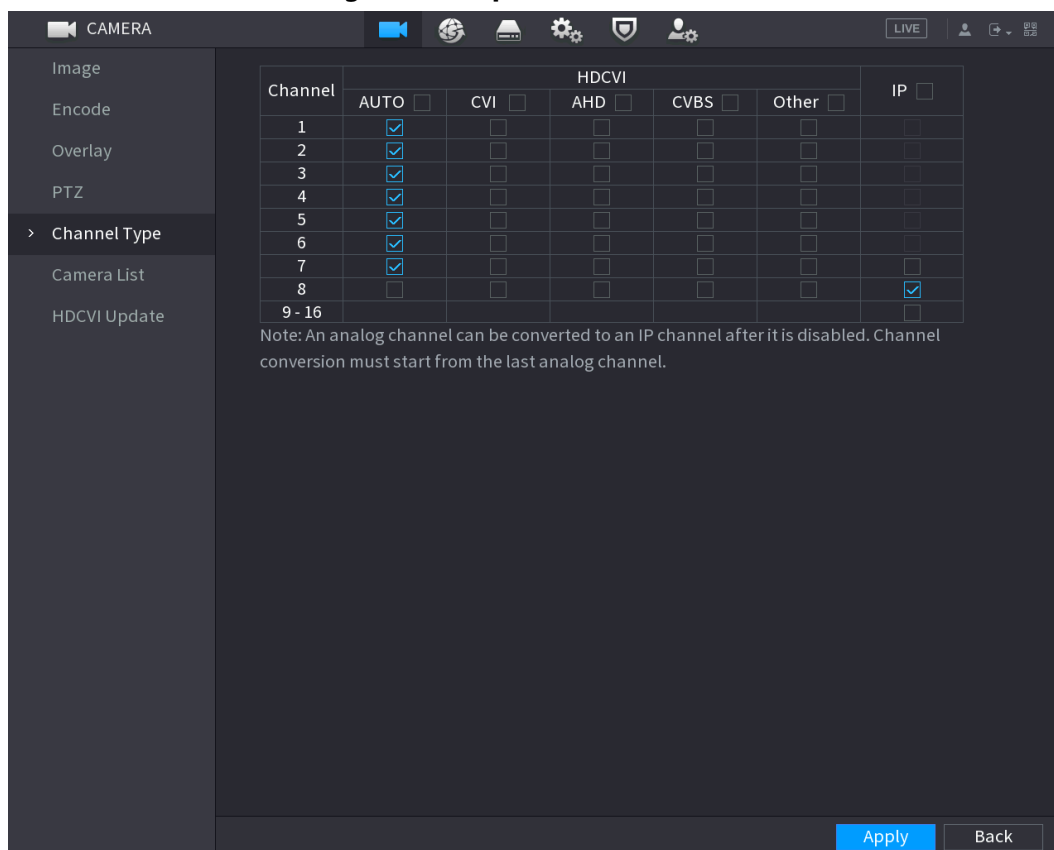 CAMERA
LIVE
Image
Encode
Overlay
PTZ
> Channel Type
Camera List
HDCVI Update
Channel HDCVI IP
AUTO CVI AHD CVBS Other
1
2
3
4
5
6
7
8
9 - 16
Note: An analog channel can be converted to an IP channel after it is disabled. Channel
conversion must start from the last analog channel.
Apply Back